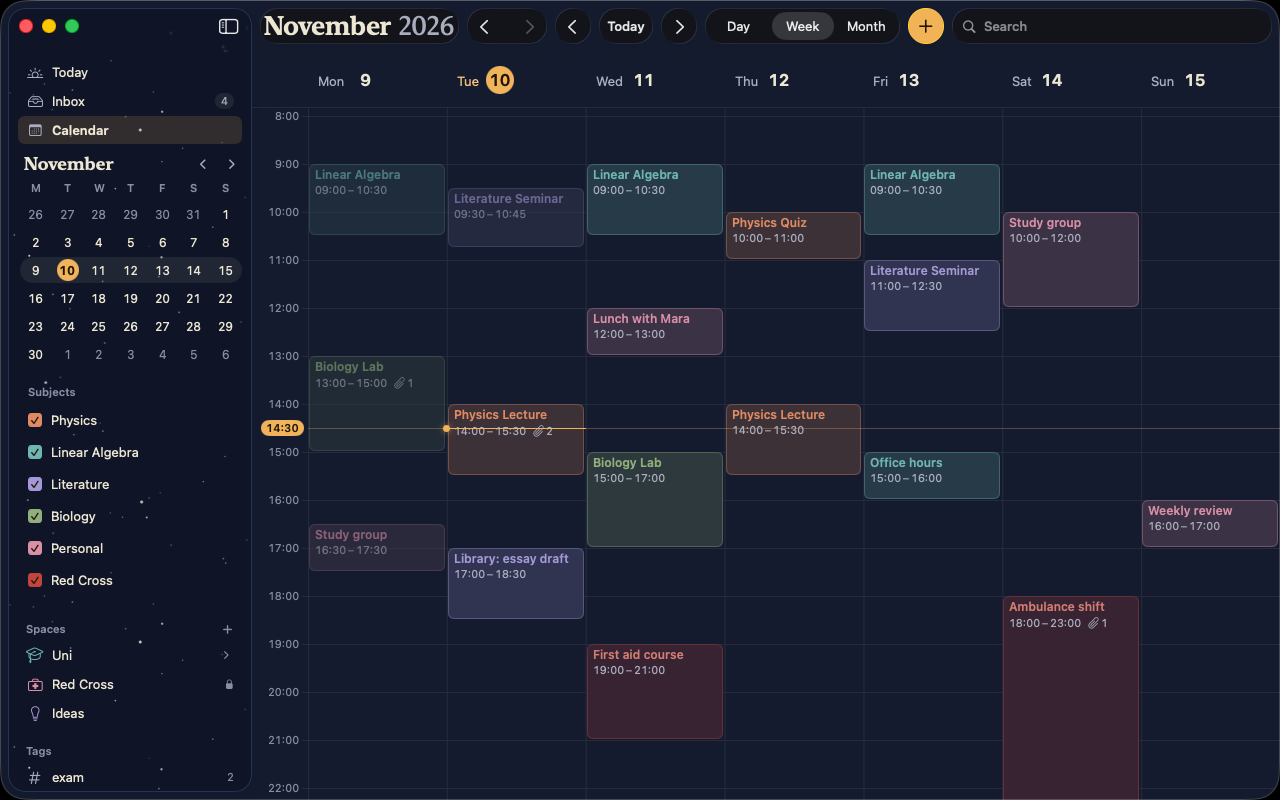 November 2026
Today
Day
Week
Month
Search
Today
Inbox
4
Calendar
November
M T W T F S S
26 27 28 29 30 31 1
2 3 4 5 6 7 8
9 10 11 12 13 14 15
16 17 18 19 20 21 22
23 24 25 26 27 28 29
30 1 2 3 4 5 6
Subjects
Physics
Linear Algebra
Literature
Biology
Personal
Red Cross
Spaces
Uni
Red Cross
Ideas
Tags
# exam 2
Mon 9
Tue 10
Wed 11
Thu 12
Fri 13
Sat 14
Sun 15
8:00
9:00
10:00
11:00
12:00
13:00
14:00
14:30
15:00
16:00
17:00
18:00
19:00
20:00
21:00
22:00
Linear Algebra
09:00 – 10:30
Biology Lab
13:00 – 15:00 1
Study group
16:30 – 17:30
Literature Seminar
09:30 – 10:45
Physics Lecture
14:00 – 15:30 2
Library: essay draft
17:00 – 18:30
Linear Algebra
09:00 – 10:30
Lunch with Mara
12:00 – 13:00
Biology Lab
15:00 – 17:00
First aid course
19:00 – 21:00
Physics Quiz
10:00 – 11:00
Physics Lecture
14:00 – 15:30
Linear Algebra
09:00 – 10:30
Literature Seminar
11:00 – 12:30
Office hours
15:00 – 16:00
Study group
10:00 – 12:00
Ambulance shift
18:00 – 23:00 1
Weekly review
16:00 – 17:00